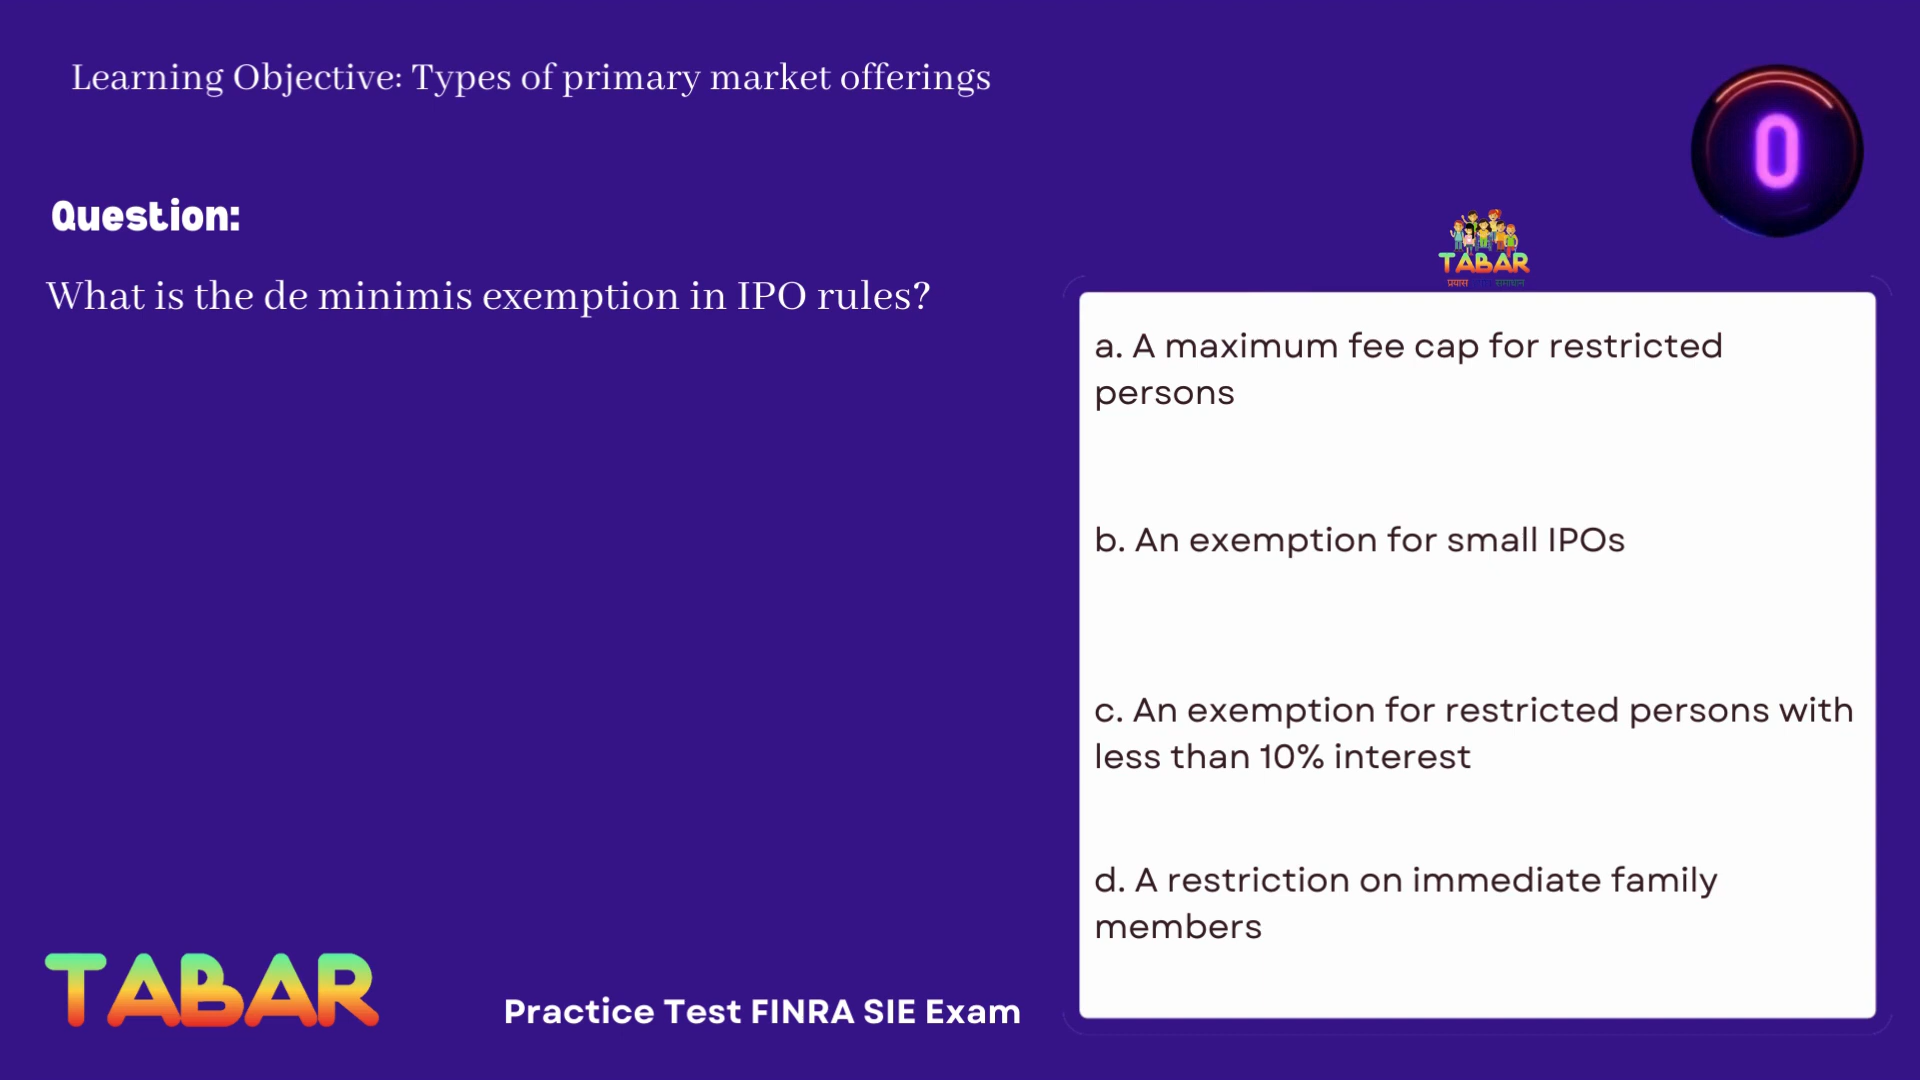 Learning Objective: Types of primary market offerings
0
Question:
What is the de minimis exemption in IPO rules?
TABAR
प्रयास समाधान
a. A maximum fee cap for restricted
persons
b. An exemption for small IPOs
c. An exemption for restricted persons with
less than 10% interest
d. A restriction on immediate family
members
TABAR
Practice Test FINRA SIE Exam